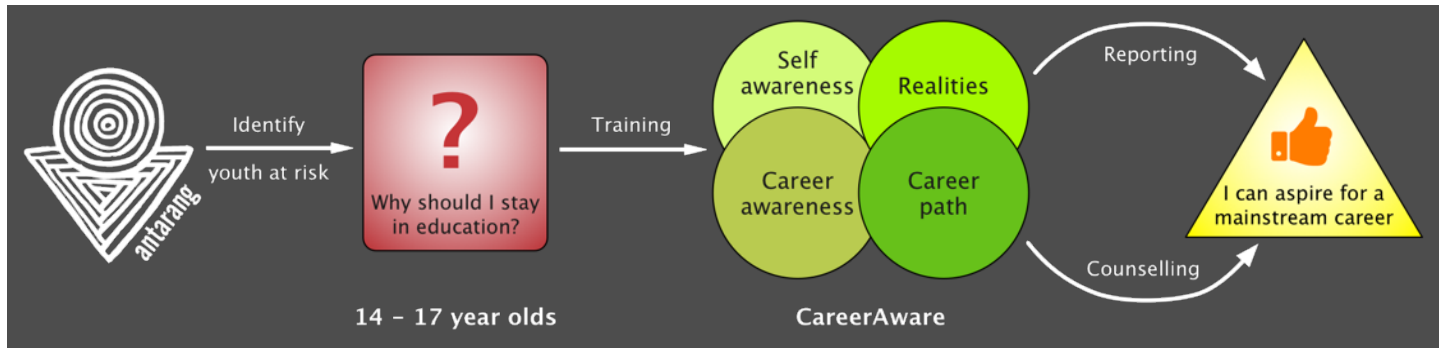 antarang
Identify
youth at risk
?
Why should I stay
in education?
14 – 17 year olds
Training
Self
awareness
Realities
Career
awareness
Career
path
CareerAware
Reporting
Counselling
I can aspire for a
mainstream career